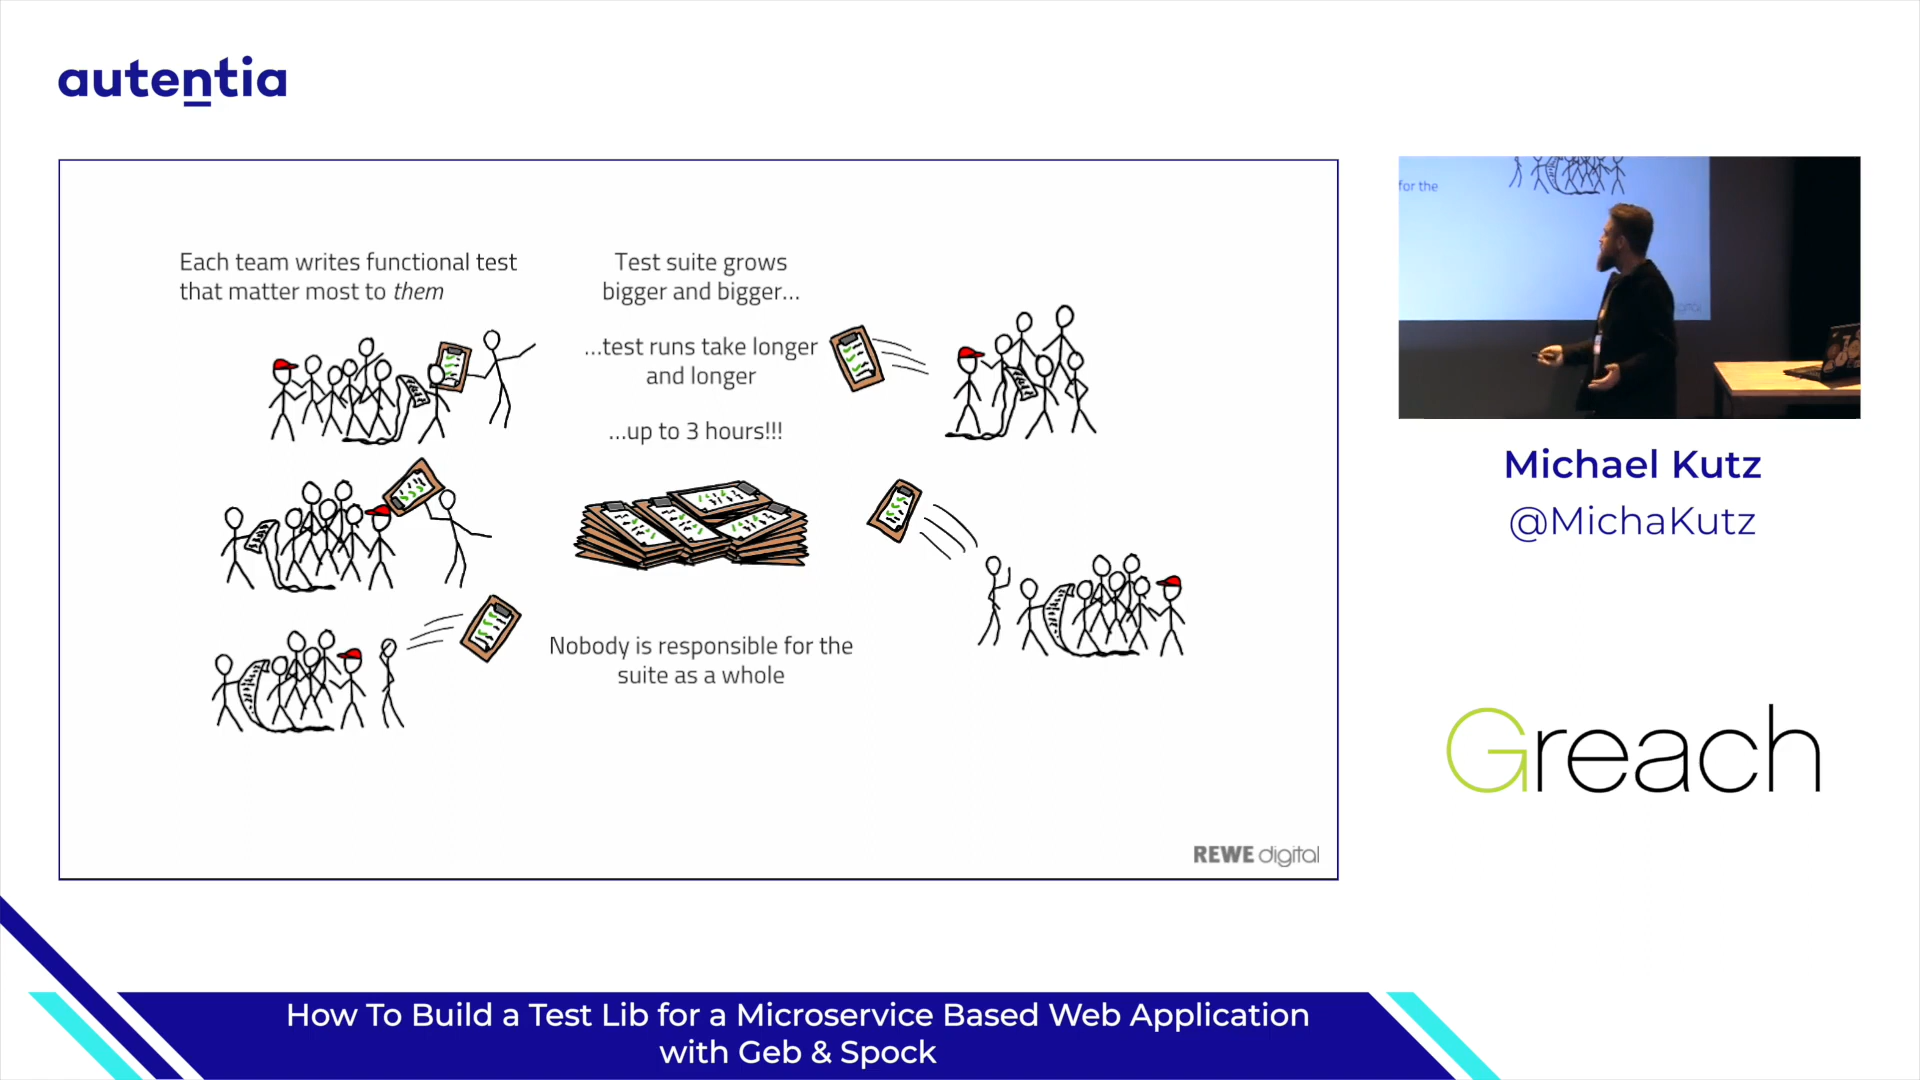 autentia
Each team writes functional test
that matter most to them
Test suite grows
bigger and bigger...
...test runs take longer
and longer
...up to 3 hours!!!
Nobody is responsible for the
suite as a whole
REWE digital
for the
Michael Kutz
@MichaKutz
Greach
How To Build a Test Lib for a Microservice Based Web Application
with Geb & Spock